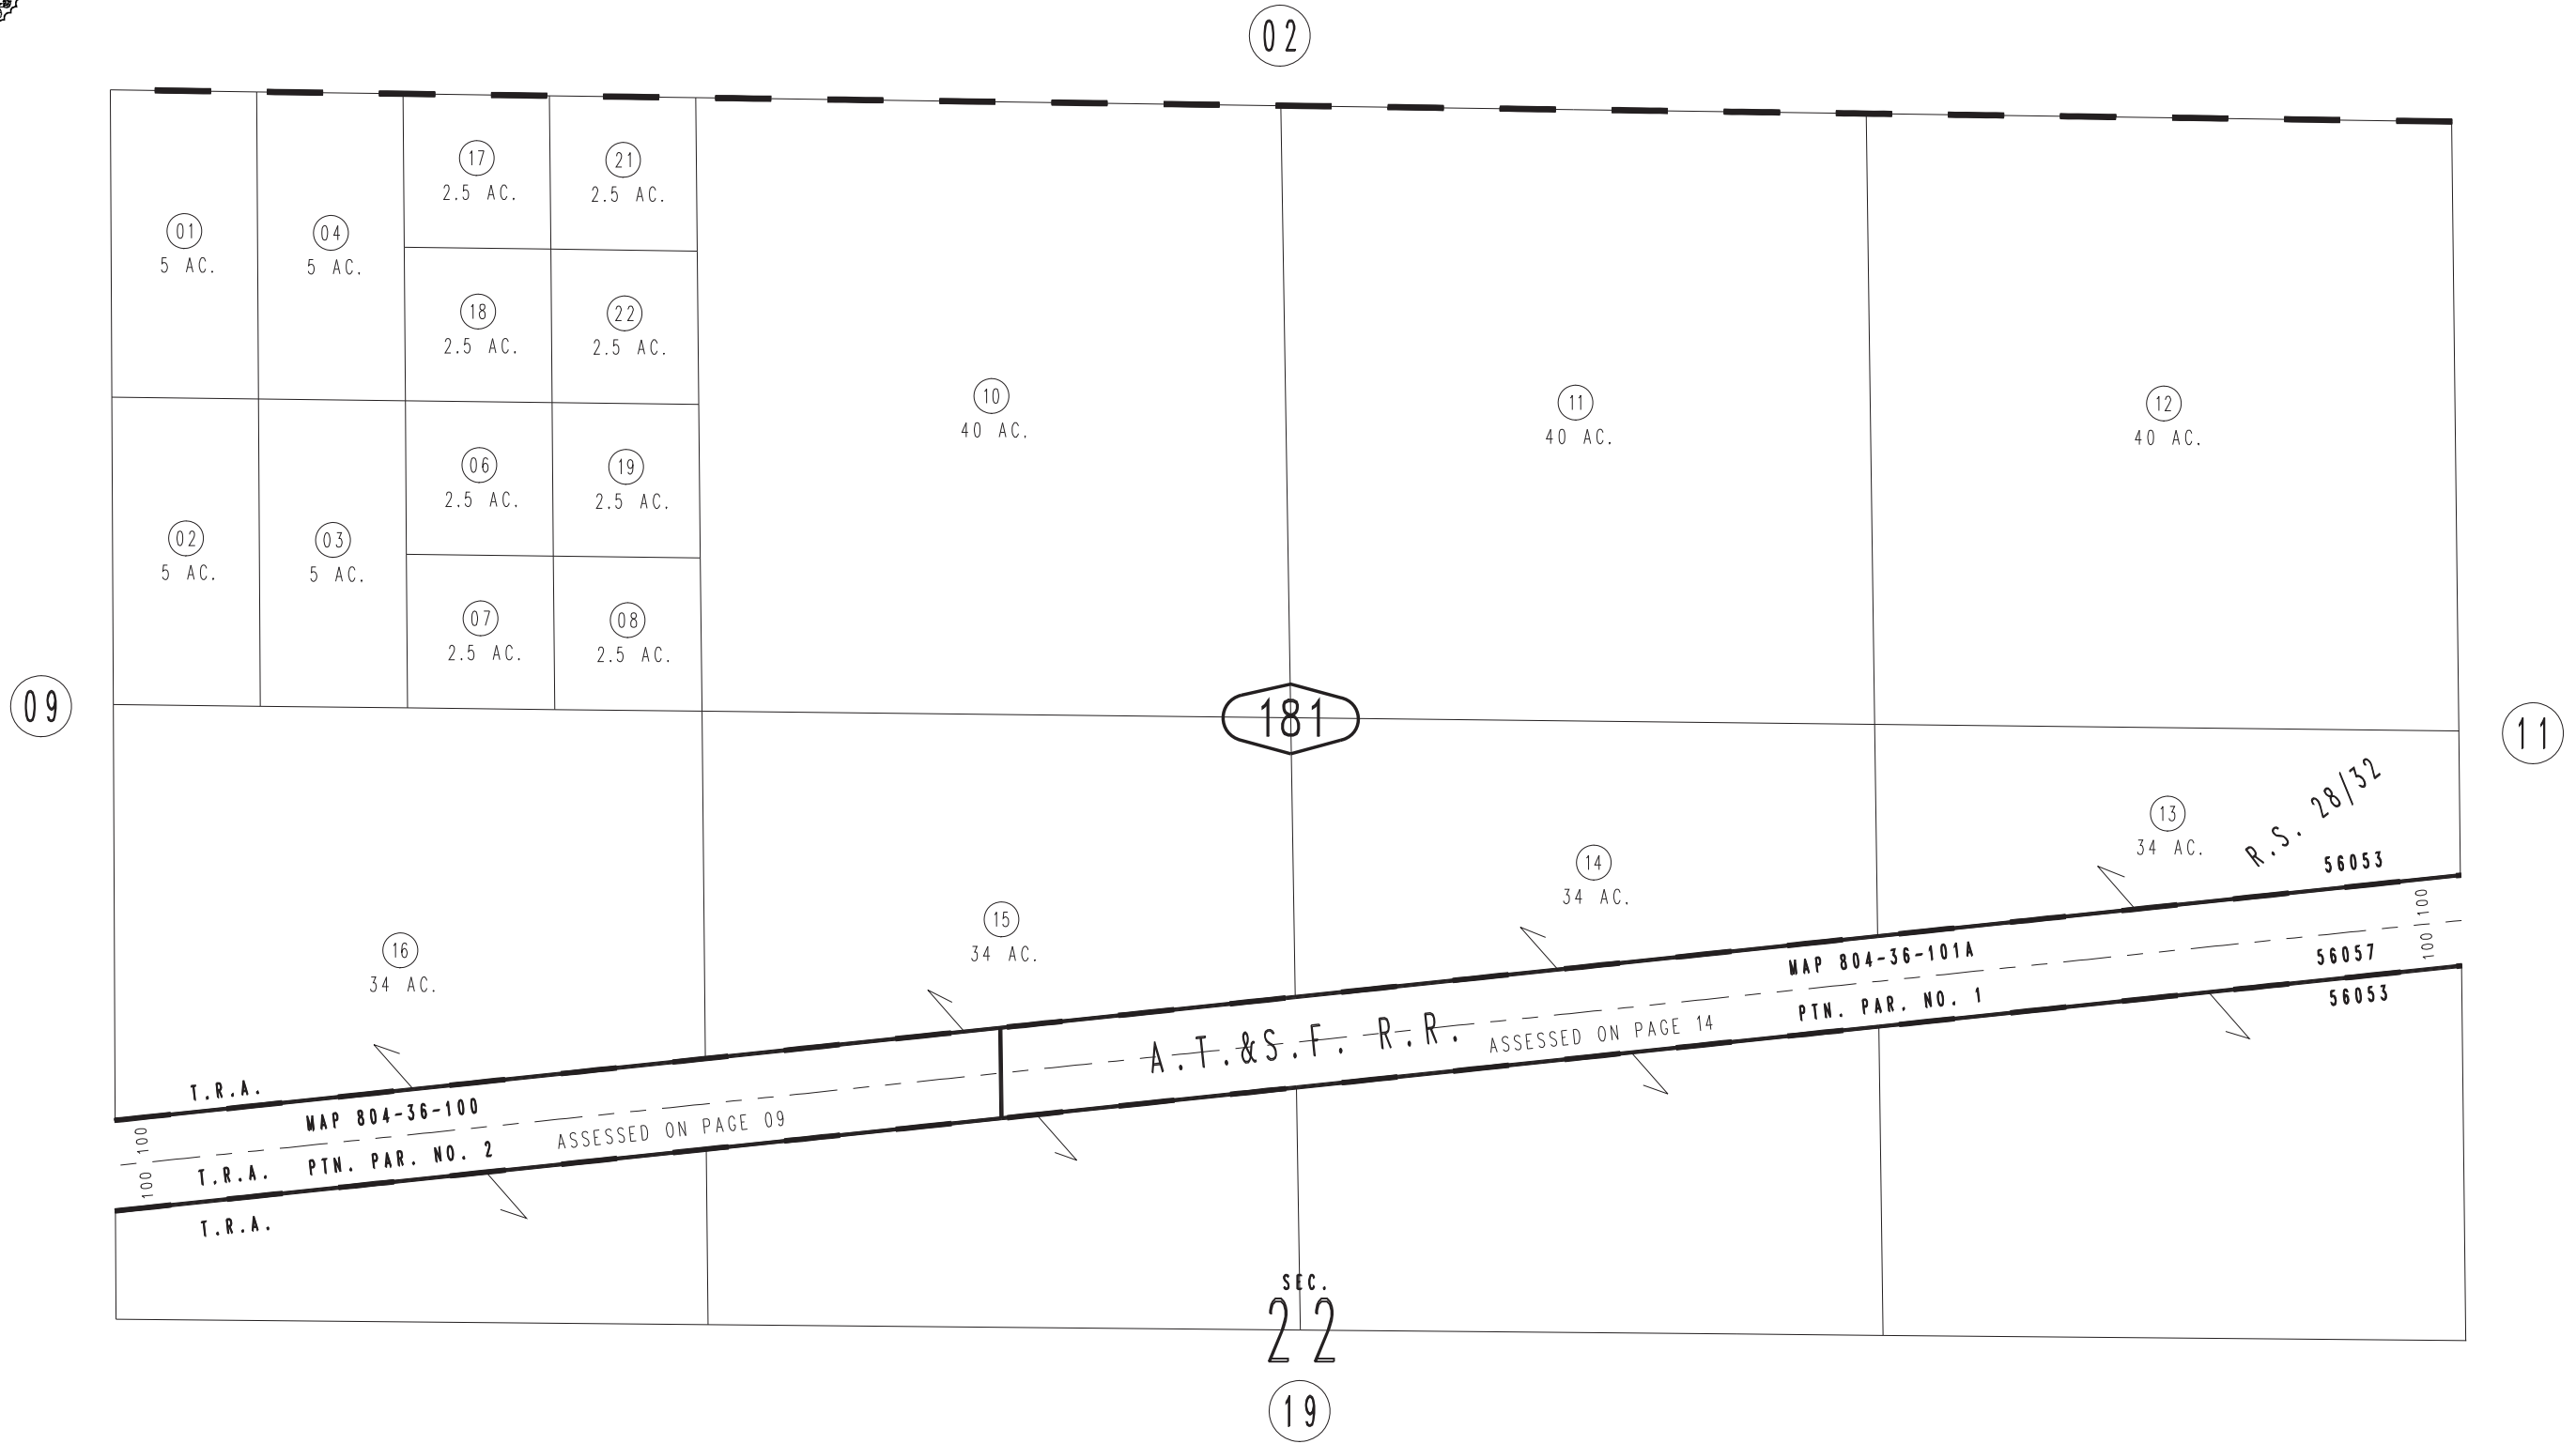 02
17
2.5 AC.
21
2.5 AC.
01
5 AC.
04
5 AC.
18
2.5 AC.
22
2.5 AC.
10
40 AC.
11
40 AC.
12
40 AC.
06
2.5 AC.
19
2.5 AC.
02
5 AC.
03
5 AC.
07
2.5 AC.
08
2.5 AC.
09
181
11
13
34 AC.
R.S. 28/32
56053
14
34 AC.
15
34 AC.
16
34 AC.
100
100
MAP 804-36-101A
56057
PTN. PAR. NO. 1
56053
A.T.&S.F. R.R.
ASSESSED ON PAGE 14
T.R.A.
MAP 804-36-100
ASSESSED ON PAGE 09
100
100
T.R.A.
PTN. PAR. NO. 2
T.R.A.
SEC.
22
19